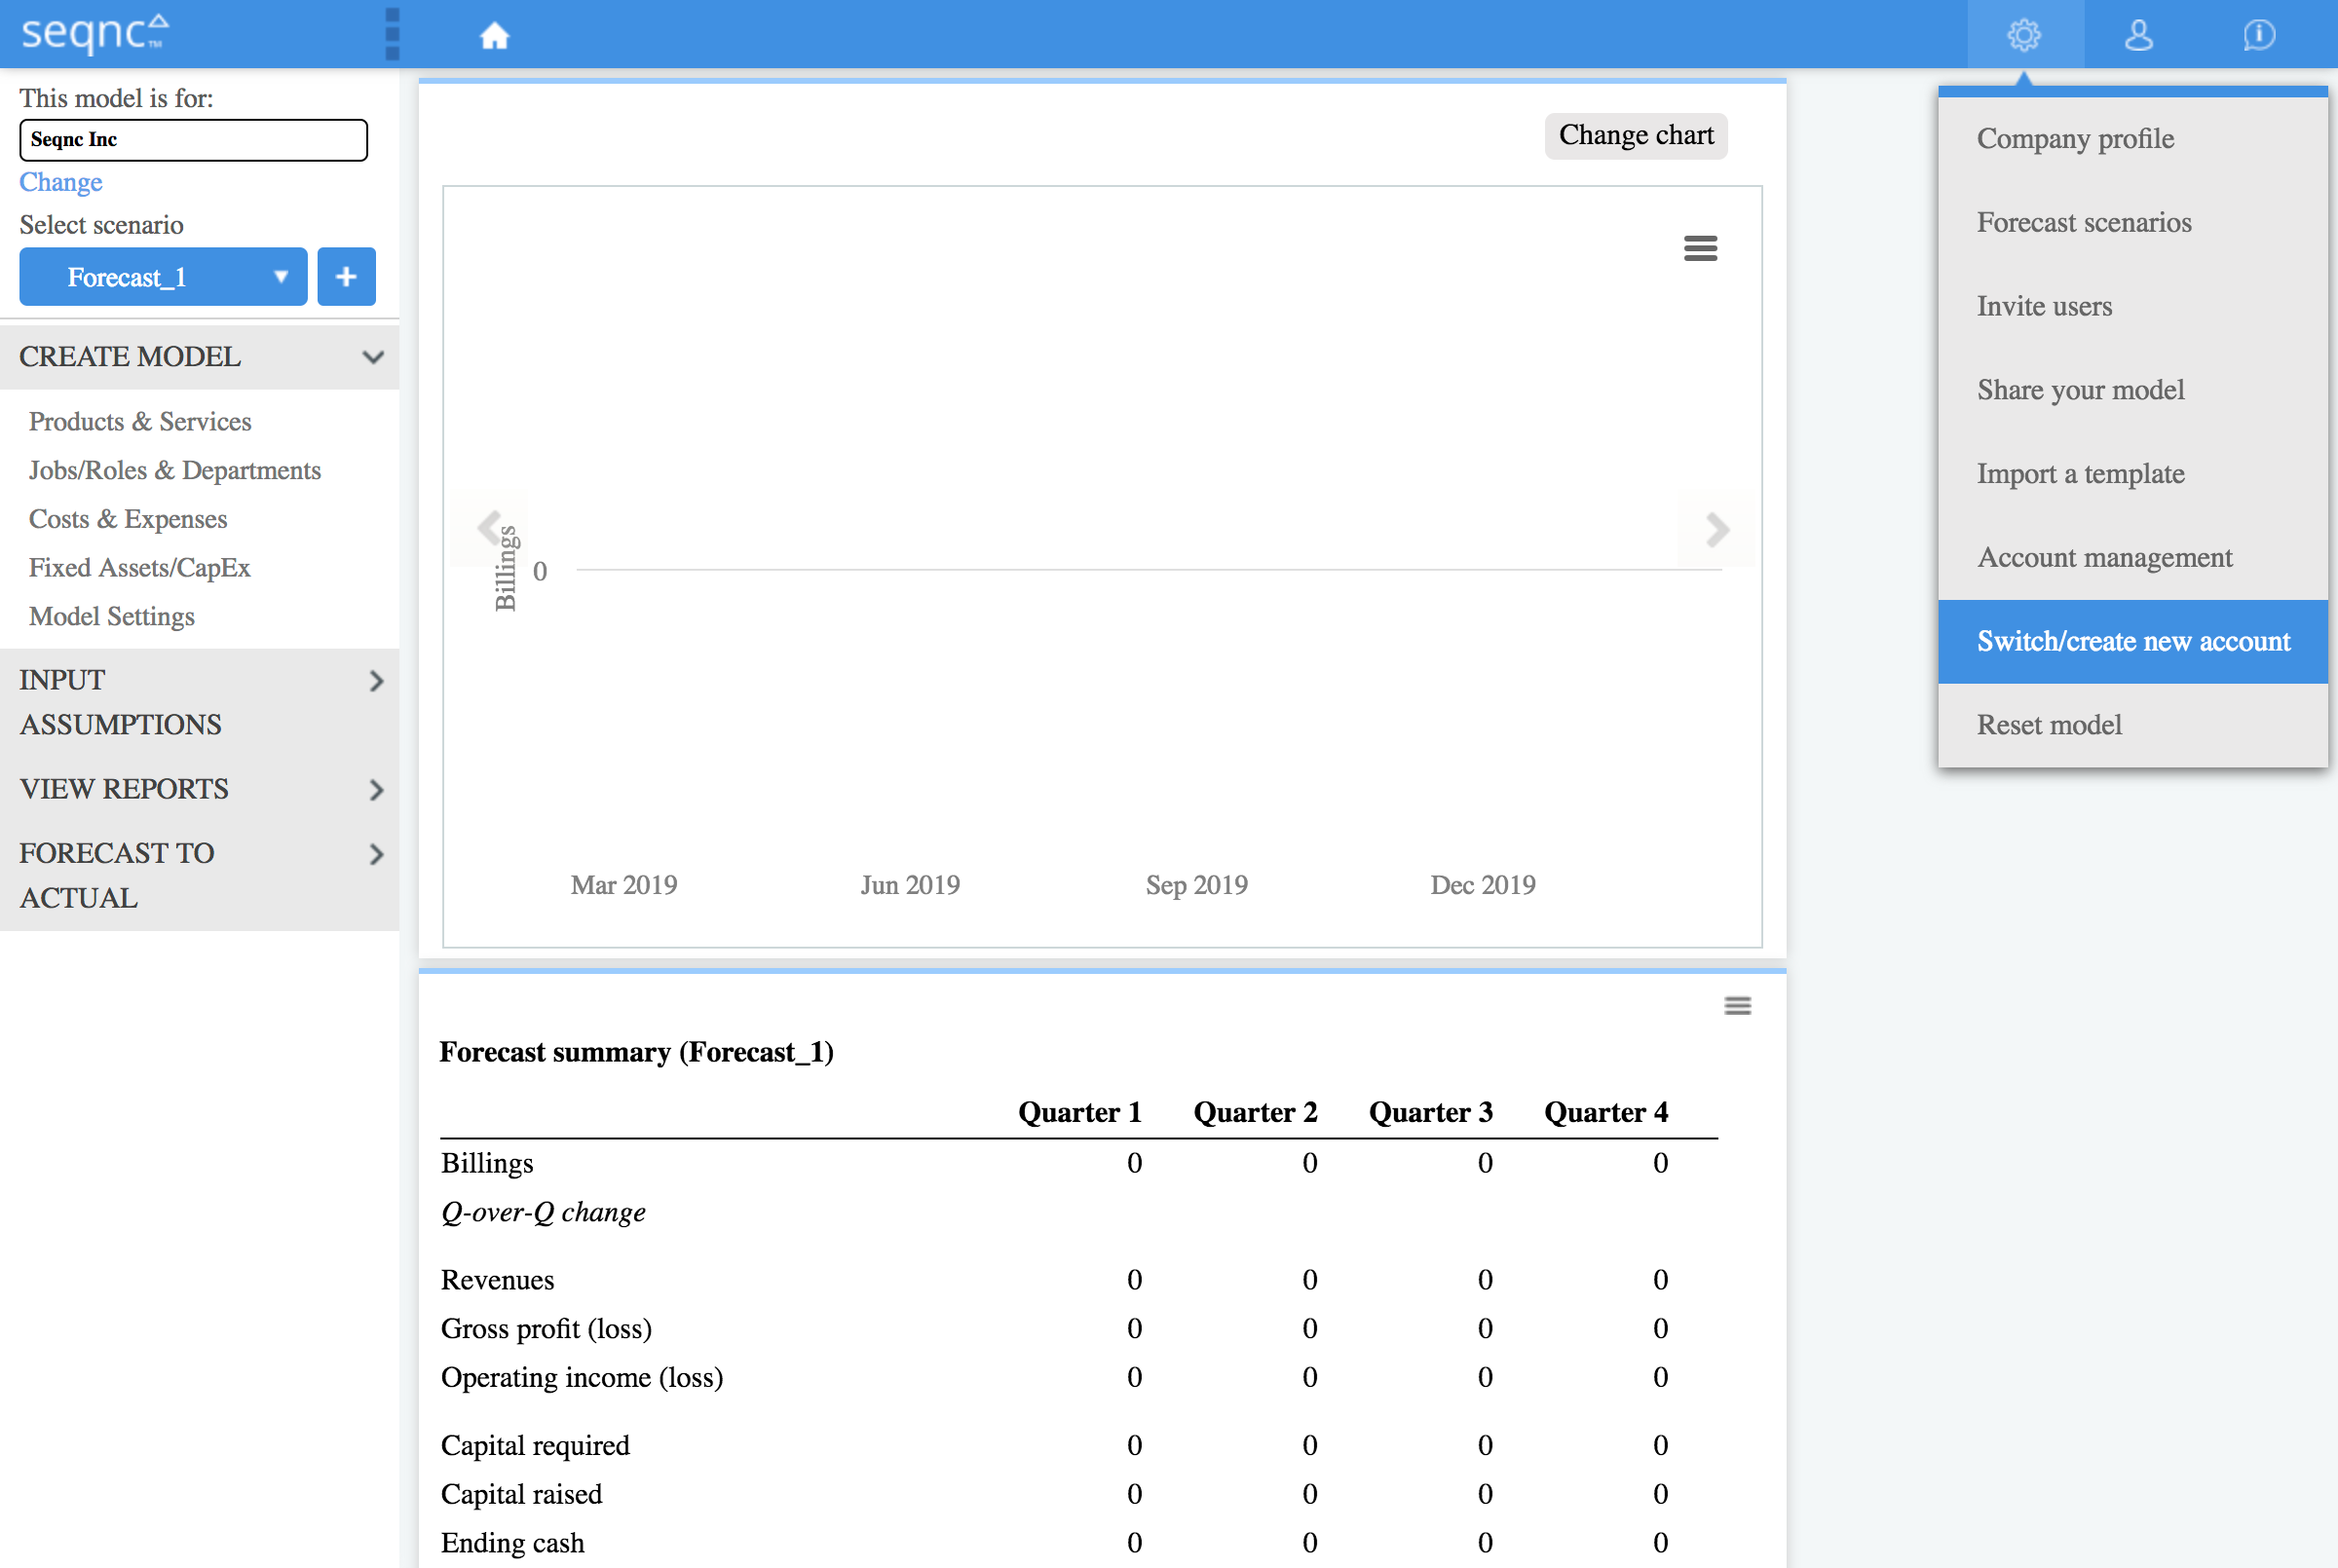 seqnc TM
This model is for:
Seqnc Inc
Change
Select scenario
Forecast_1
+
CREATE MODEL
Products & Services
Jobs/Roles & Departments
Costs & Expenses
Fixed Assets/CapEx
Model Settings
INPUT
ASSUMPTIONS
VIEW REPORTS
FORECAST TO
ACTUAL
Change chart
Billings
0
Mar 2019 Jun 2019 Sep 2019 Dec 2019
Forecast summary (Forecast_1)
Quarter 1 Quarter 2 Quarter 3 Quarter 4
Billings 0 0 0 0
Q-over-Q change
Revenues 0 0 0 0
Gross profit (loss) 0 0 0 0
Operating income (loss) 0 0 0 0
Capital required 0 0 0 0
Capital raised 0 0 0 0
Ending cash 0 0 0 0
Company profile
Forecast scenarios
Invite users
Share your model
Import a template
Account management
Switch/create new account
Reset model